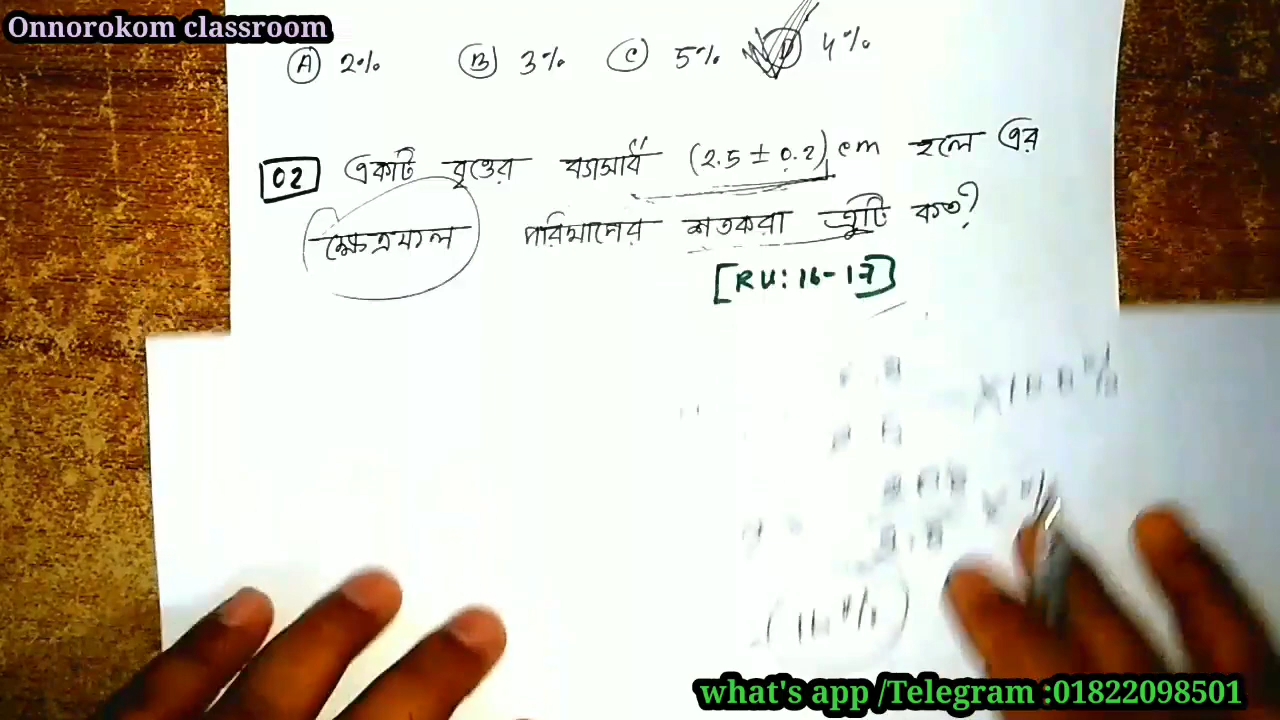 Onnorokom classroom
(A) 2% (B) 3% (C) 5% (D) 4%
02 একটি বৃত্তের ব্যাসার্ধ (2.5 ± 0.2) cm হলে এর
ক্ষেত্রফল পরিমাপের শতকরা ত্রুটি কত?
[RU: 16-17]
what's app /Telegram :01822098501